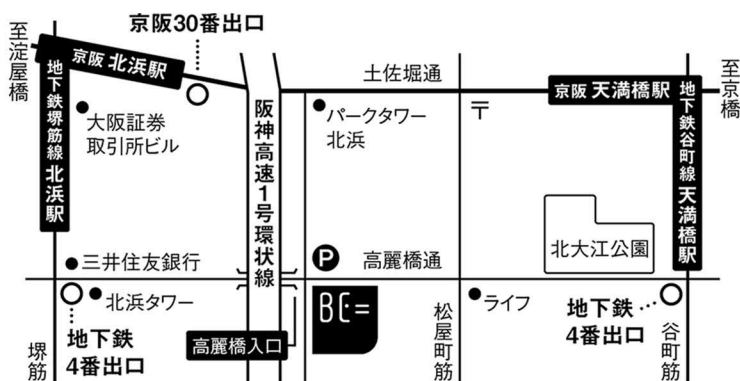 京阪30番出口
至淀屋橋
京阪 北浜駅
地下鉄堺筋線 北浜駅
大阪証券
取引所ビル
阪神高速1号環状線
土佐堀通
パークタワー
北浜
〒
京阪 天満橋駅
至京橋
地下鉄谷町線 天満橋駅
北大江公園
三井住友銀行
P
高麗橋通
北浜タワー
地下鉄
4番出口
堺筋
高麗橋入口
BE=
松屋町筋
ライフ
地下鉄
4番出口
谷町筋